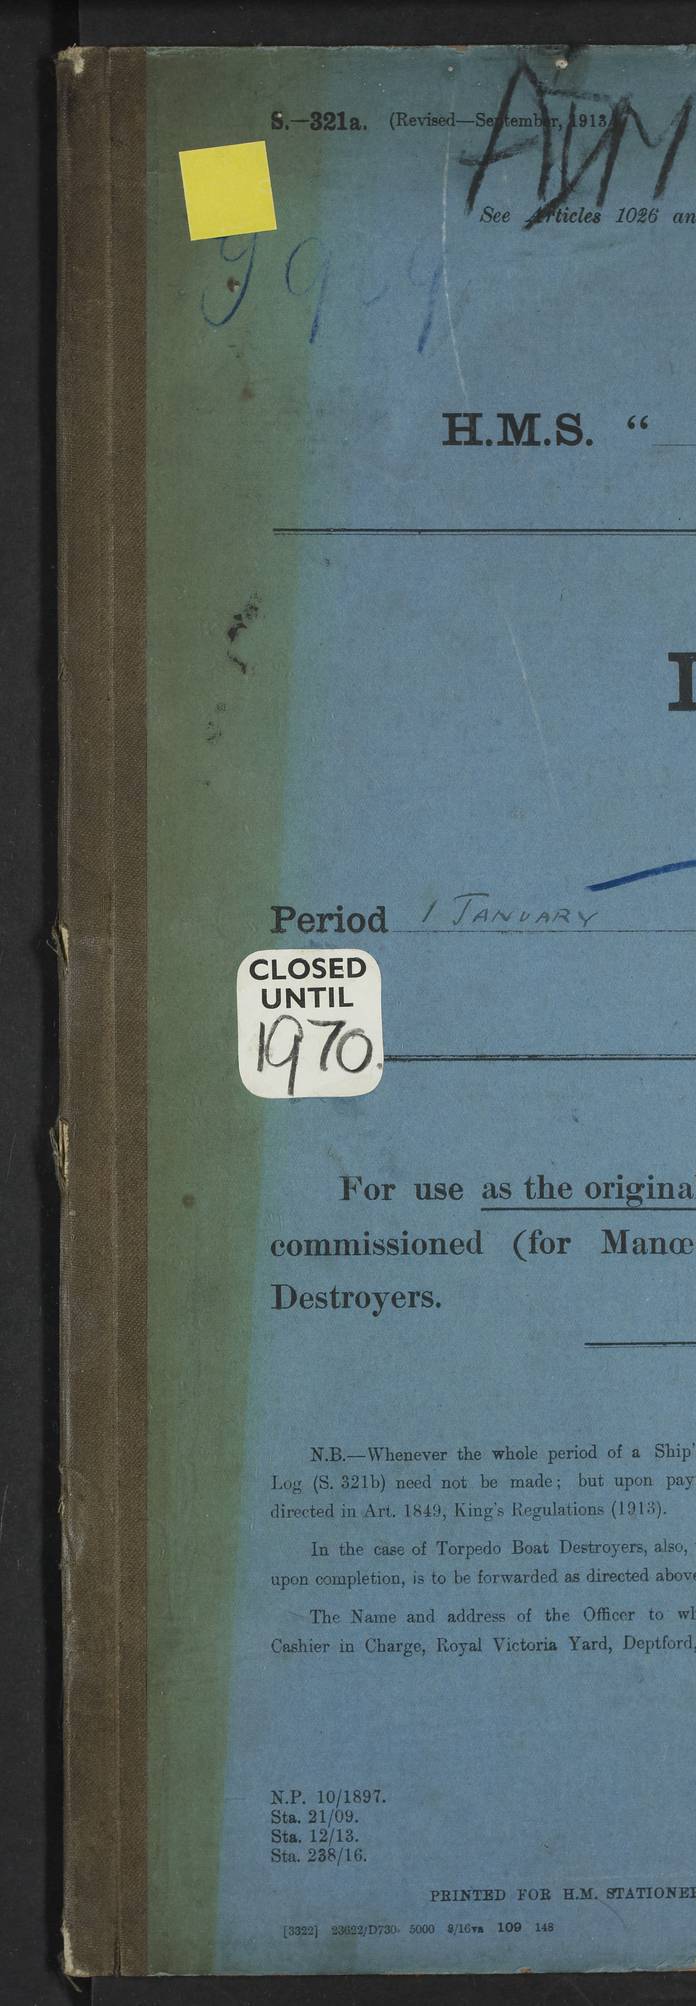 S.—321a. (Revised—September, 1913
ADM
See Articles 1026 an
H.M.S. “
Period 1 JANUARY
CLOSED
UNTIL
1970.
For use as the origina
commissioned (for Manœ
Destroyers.
N.B.—Whenever the whole period of a Ship'
Log (S. 321b) need not be made; but upon pay
directed in Art. 1849, King's Regulations (1913).
In the case of Torpedo Boat Destroyers, also,
upon completion, is to be forwarded as directed above
The Name and address of the Officer to wh
Cashier in Charge, Royal Victoria Yard, Deptford,
N.P. 10/1897.
Sta. 21/09.
Sta. 12/13.
Sta. 238/16.
PRINTED FOR H.M. STATIONER
[3322] 23622/D730. 5000 9/16 109 148